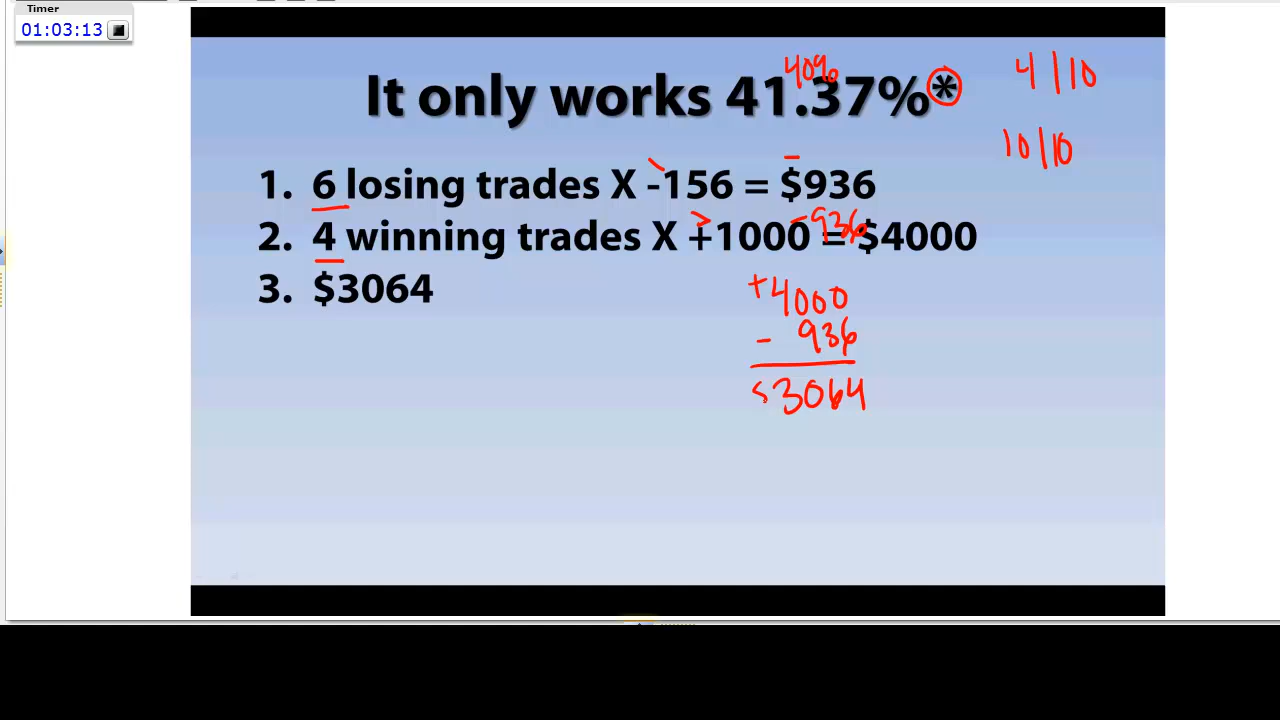 Timer
01:03:13
40%
It only works 41.37%*
4 | 10
10 | 10
1. 6 losing trades X -156 = $936
-936
2. 4 winning trades X +1000 = $4000
3. $3064
+4000
- 936
$3064